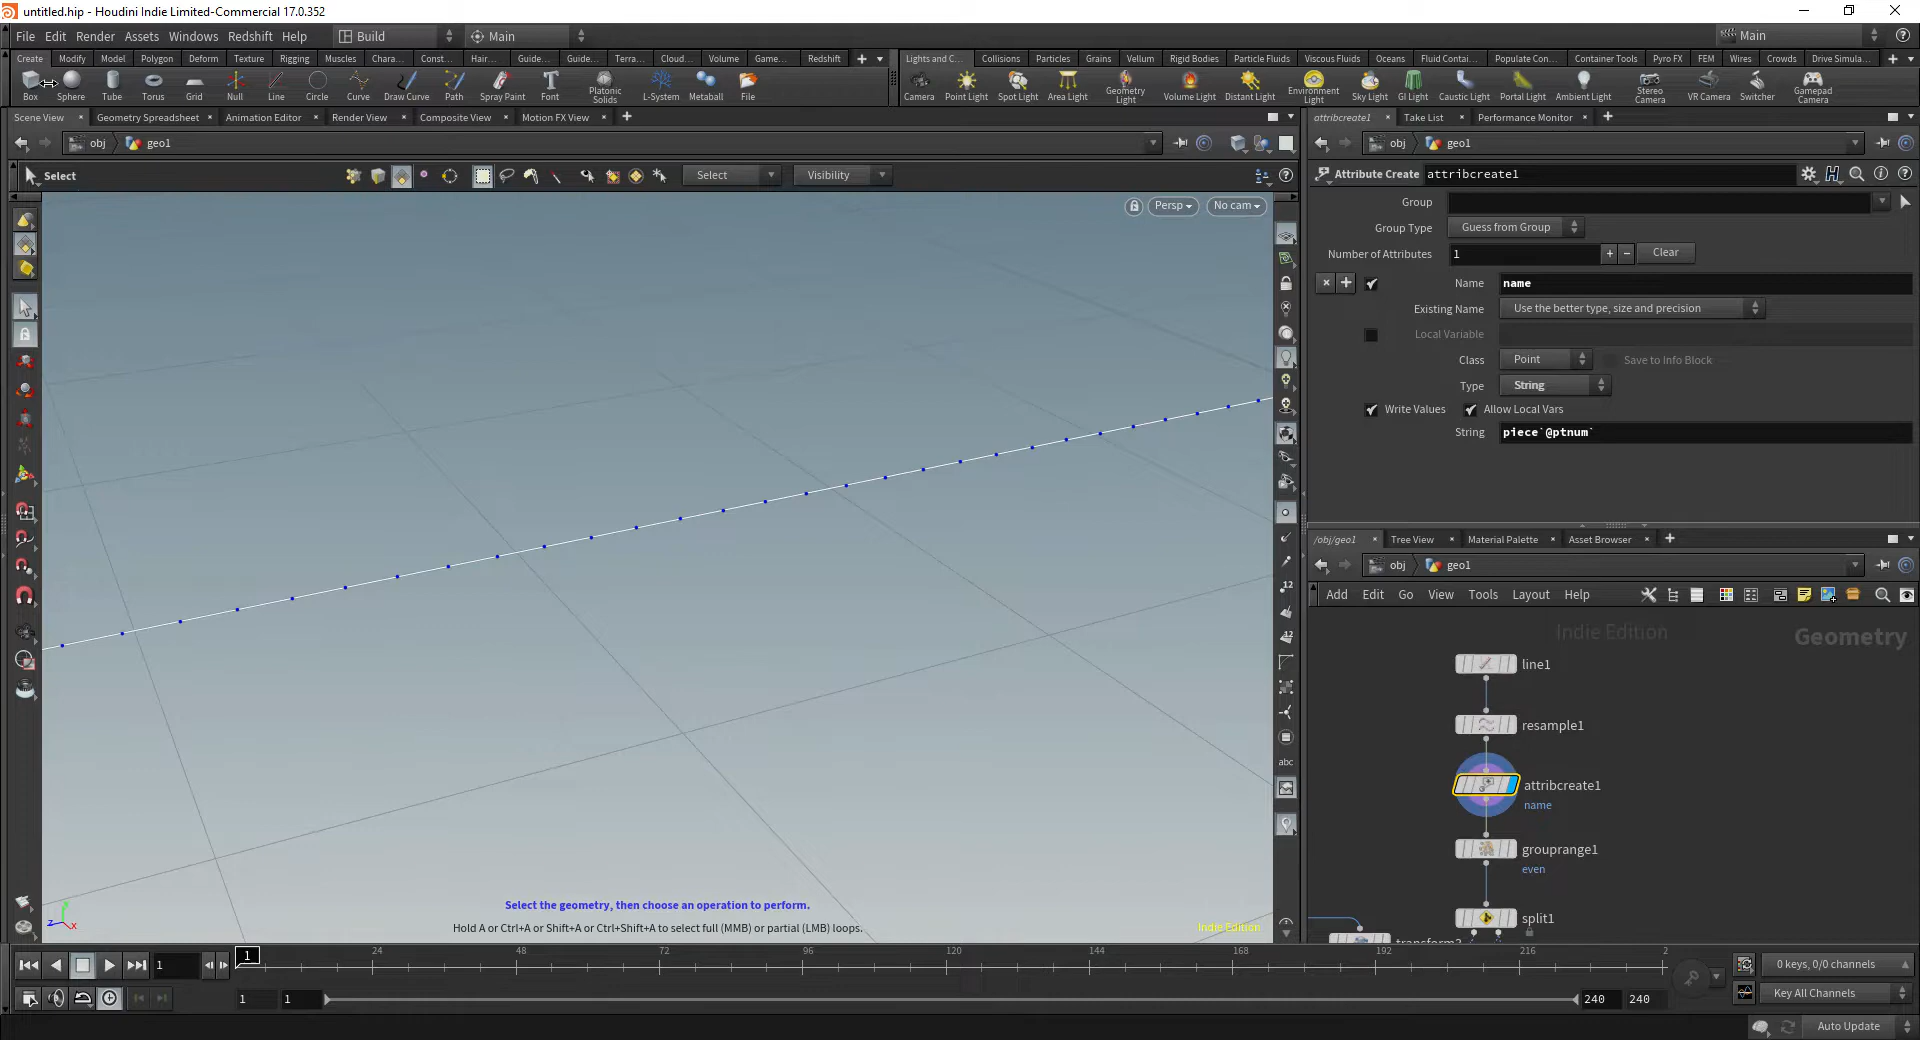 untitled.hip - Houdini Indie Limited-Commercial 17.0.352
File Edit Render Assets Windows Redshift Help Build Main Main
Create Modify Model Polygon Deform Texture Rigging Muscles Chara... Const... Hair... Guide... Guide... Terra... Cloud... Volume Game... Redshift
Lights and C... Collisions Particles Grains Vellum Rigid Bodies Particle Fluids Viscous Fluids Oceans Fluid Contai... Populate Con... Container Tools Pyro FX FEM Wires Crowds Drive Simula...
Box Sphere Tube Torus Grid Null Line Circle Curve Draw Curve Path Spray Paint Font Platonic Solids L-System Metaball File
Camera Point Light Spot Light Area Light Geometry Light Volume Light Distant Light Environment Light Sky Light GI Light Caustic Light Portal Light Ambient Light Stereo Camera VR Camera Switcher Gamepad Camera
Scene View Geometry Spreadsheet Animation Editor Render View Composite View Motion FX View
attribcreate1 Take List Performance Monitor
obj geo1
obj geo1
Select Select Visibility
Attribute Create attribcreate1
Persp No cam
Group
Group Type Guess from Group
Number of Attributes 1 + − Clear
Name name
Existing Name Use the better type, size and precision
Local Variable
Class Point Save to Info Block
Type String
Write Values Allow Local Vars
String piece`@ptnum`
/obj/geo1 Tree View Material Palette Asset Browser
obj geo1
Add Edit Go View Tools Layout Help
Indie Edition Geometry
line1
resample1
attribcreate1
name
grouprange1
even
split1
12
12
abc
Select the geometry, then choose an operation to perform.
Hold A or Ctrl+A or Shift+A or Ctrl+Shift+A to select full (MMB) or partial (LMB) loops.
Indie Edition
z x
1 1 24 48 72 96 120 144 168 192 216 2
0 keys, 0/0 channels
1 1 240 240
Key All Channels
Auto Update